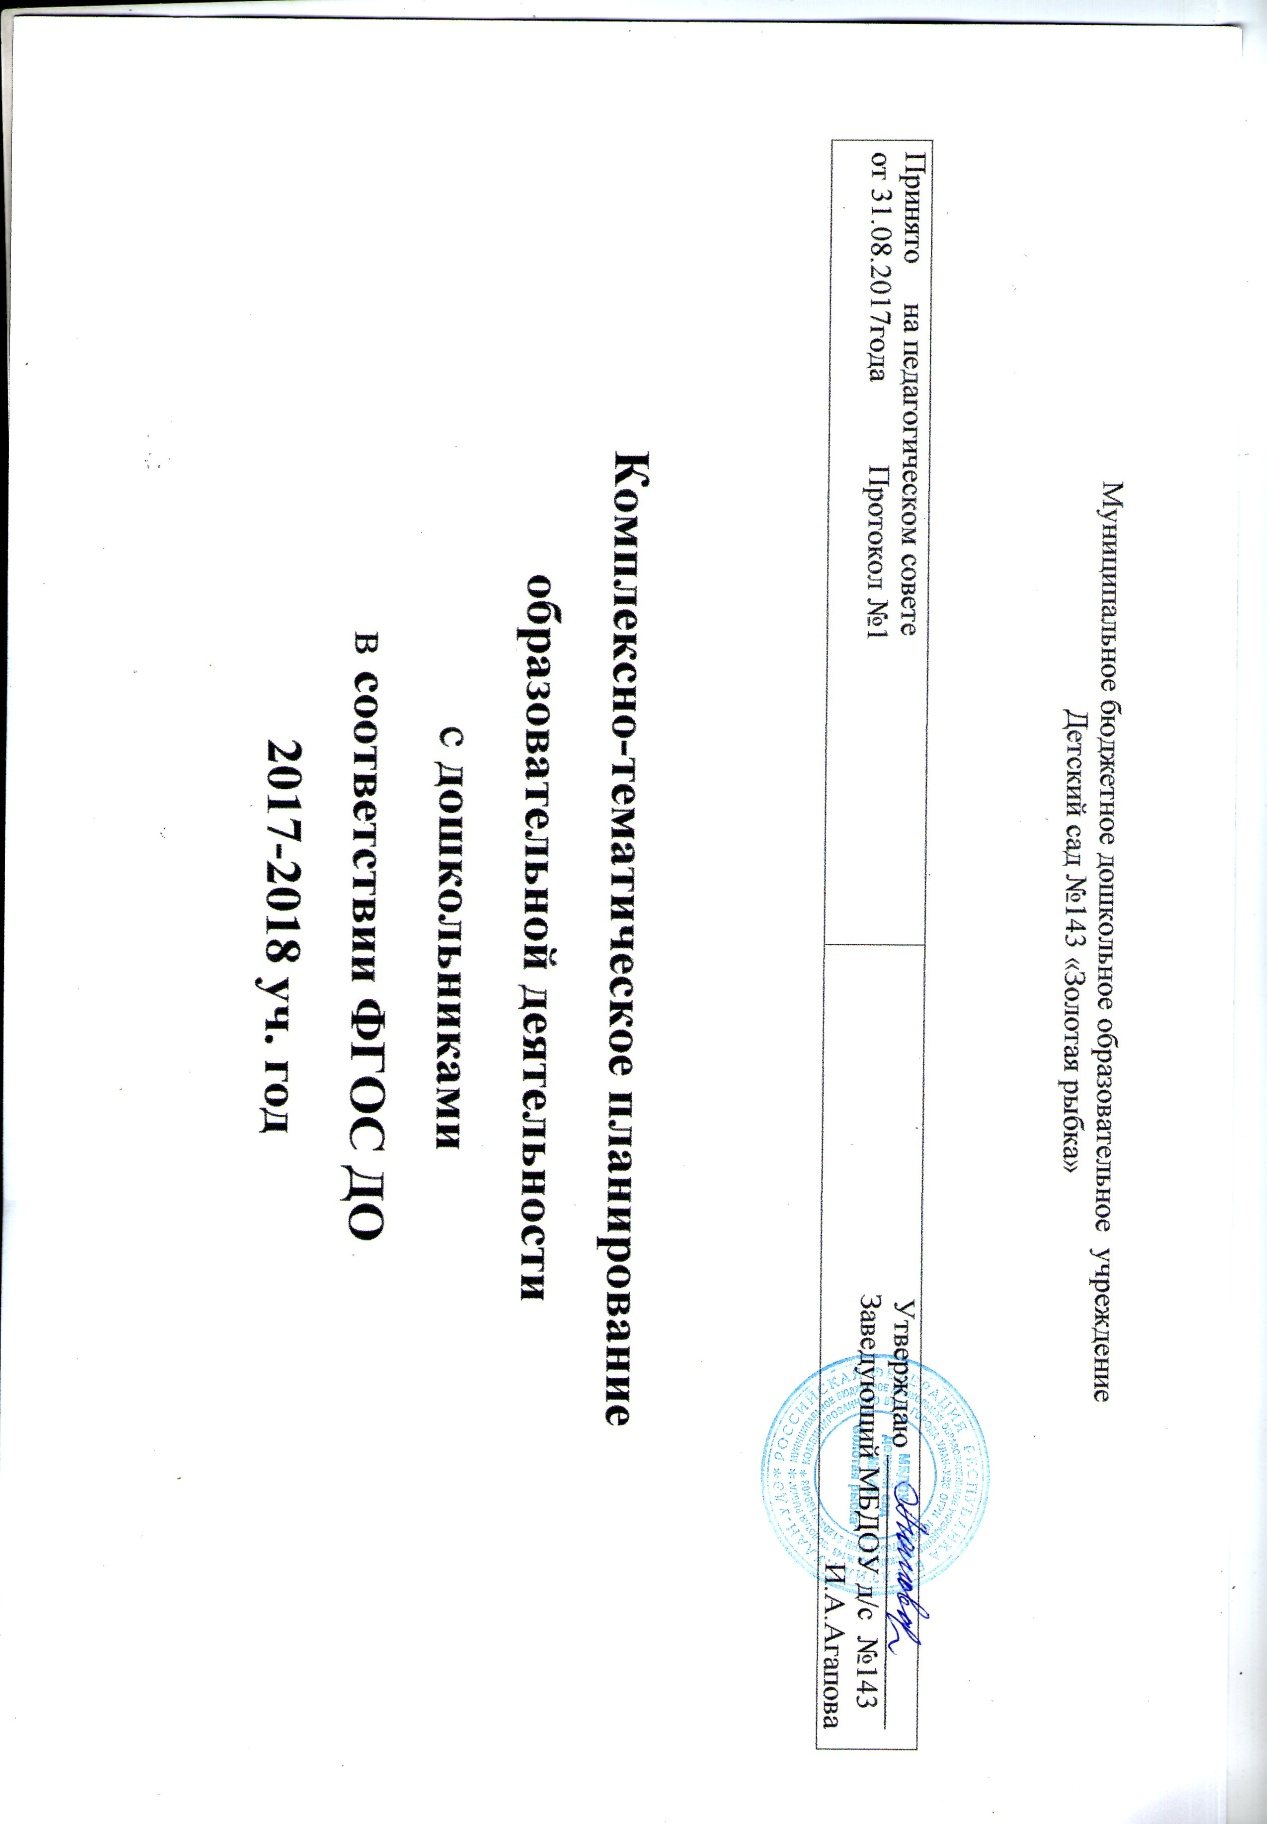 Муниципальное бюджетное дошкольное образовательное учреждение
Детский сад №143 «Золотая рыбка»
Принято на педагогическом совете
от 31.08.2017года Протокол №1
Утверждаю
Заведующий МБДОУ д/с №143
И.А.Агапова
Комплексно-тематическое планирование
образовательной деятельности
с дошкольниками
в соответствии ФГОС ДО
2017-2018 уч. год